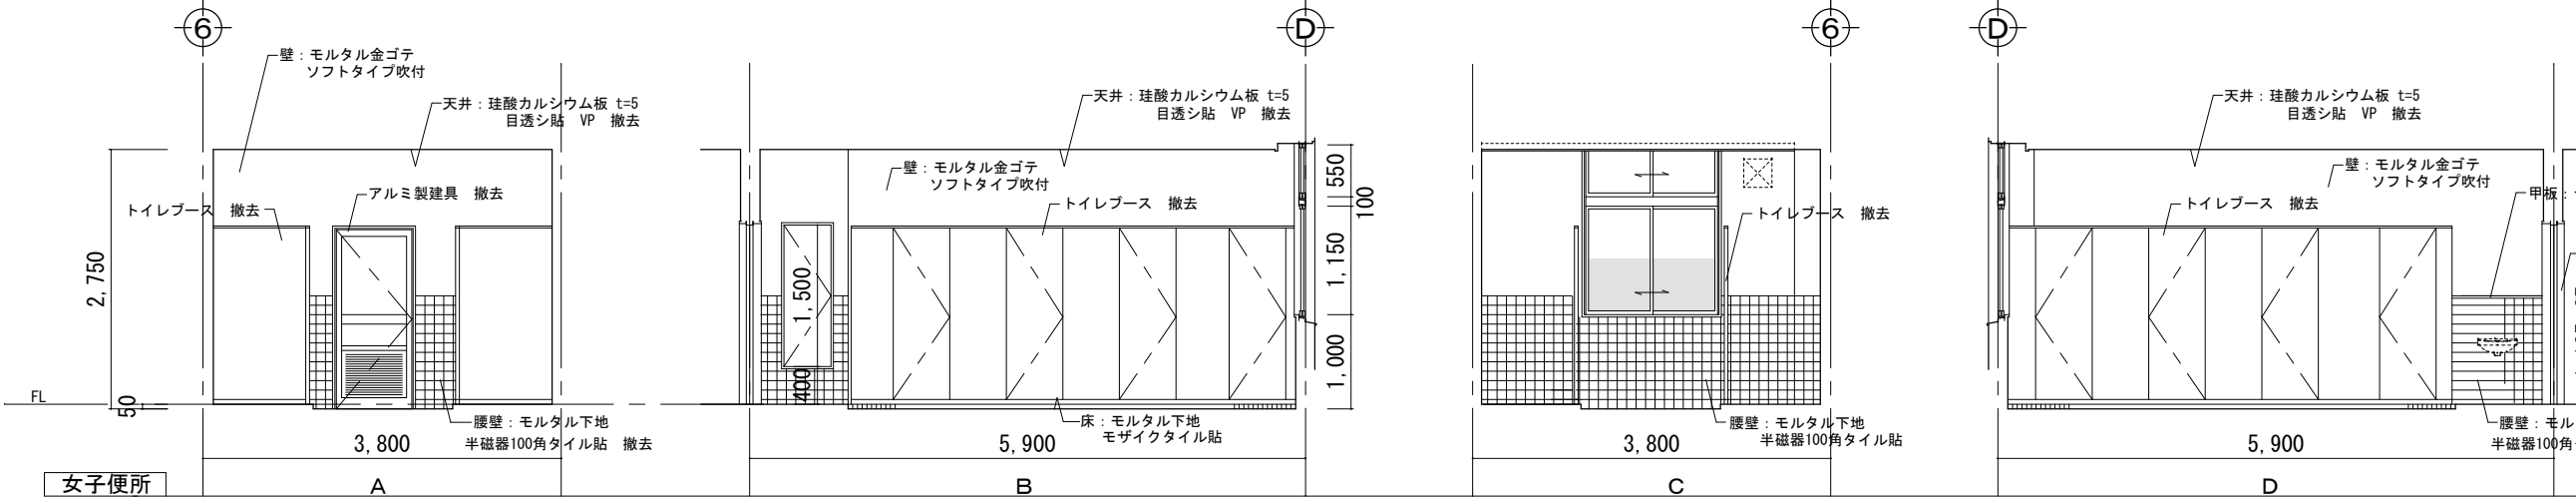 6
D
6
D
壁：モルタル金ゴテ
ソフトタイプ吹付
天井：珪酸カルシウム板 t=5
目透シ貼　VP　撤去
アルミ製建具　撤去
トイレブース　撤去
2,750
FL
50
腰壁：モルタル下地
半磁器100角タイル貼　撤去
3,800
A
天井：珪酸カルシウム板 t=5
目透シ貼　VP　撤去
壁：モルタル金ゴテ
ソフトタイプ吹付
トイレブース　撤去
1,500
400
550
100
1,150
1,000
床：モルタル下地
モザイクタイル貼
5,900
B
トイレブース　撤去
腰壁：モルタル下地
半磁器100角タイル貼
3,800
C
天井：珪酸カルシウム板 t=5
目透シ貼　VP　撤去
壁：モルタル金ゴテ
ソフトタイプ吹付
トイレブース　撤去
甲板：
腰壁：モル
半磁器100角
5,900
D
女子便所